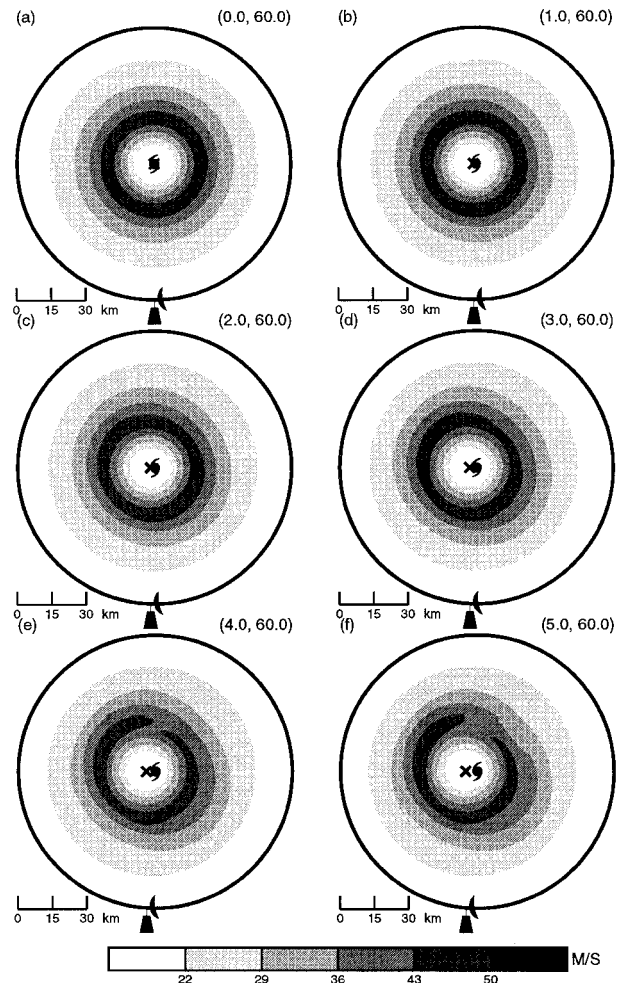 (a) (0.0, 60.0) (b) (1.0, 60.0)
0 15 30 km 0 15 30 km
(c) (2.0, 60.0) (d) (3.0, 60.0)
0 15 30 km 0 15 30 km
(e) (4.0, 60.0) (f) (5.0, 60.0)
0 15 30 km 0 15 30 km
M/S
22 29 36 43 50